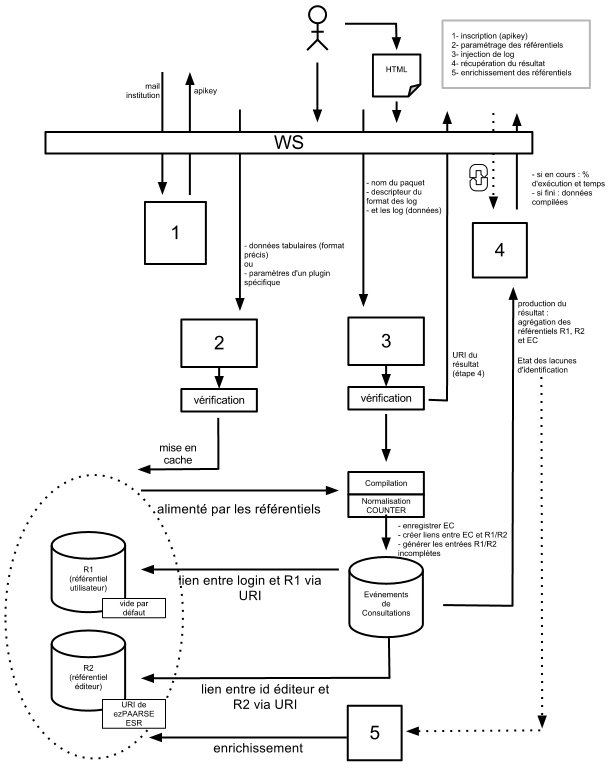 1- inscription (apikey)
2- paramétrage des référentiels
3- injection de log
4- récupération du résultat
5- enrichissement des référentiels
HTML
mail
institution
apikey
WS
- nom du paquet
- descripteur du
format des log
- et les log (données)
- si en cours : %
d'exécution et temps
- si fini : données
compilées
1
4
- données tabulaires (format
précis)
ou
- paramètres d'un plugin
spécifique
production du
résultat :
agrégation des
référentiels R1, R2
et EC
Etat des lacunes
d'identification
2
3
URI du
résultat
(étape 4)
vérification
vérification
mise en
cache
Compilation
Normalisation
COUNTER
alimenté par les référentiels
- enregistrer EC
- créer liens entre EC et R1/R2
- générer les entrées R1/R2
incomplètes
R1
(référentiel
utilisateur)
vide par
défaut
lien entre login et R1 via
URI
Evénements
de
Consultations
R2
(référentiel
éditeur)
URI de
ezPAARSE
ESR
lien entre id éditeur et
R2 via URI
5
enrichissement